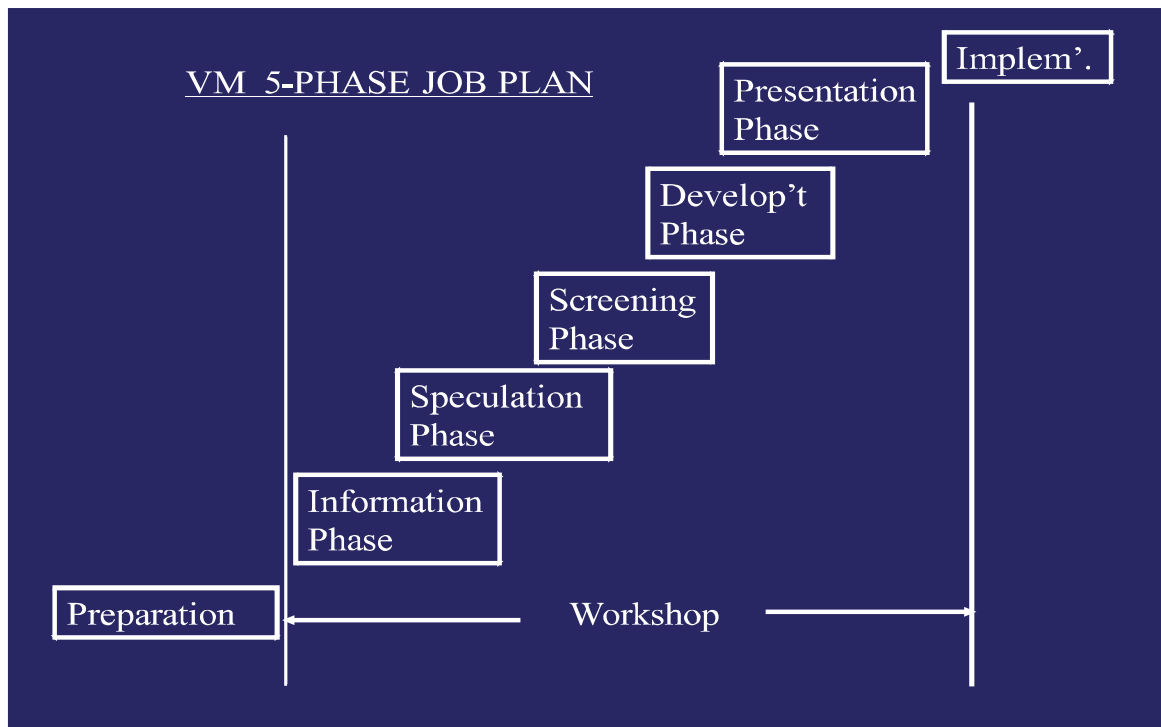 VM 5-PHASE JOB PLAN
Implem’.
Presentation
Phase
Develop’t
Phase
Screening
Phase
Speculation
Phase
Information
Phase
Preparation
Workshop